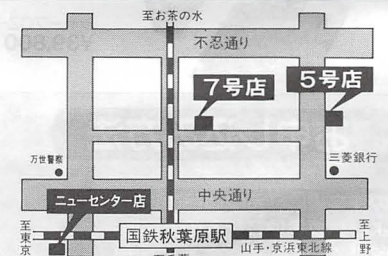 至お茶の水
不忍通り
7号店
5号店
万世警察
三菱銀行
ニューセンター店
中央通り
至東京
国鉄秋葉原駅
山手・京浜東北線
至上野